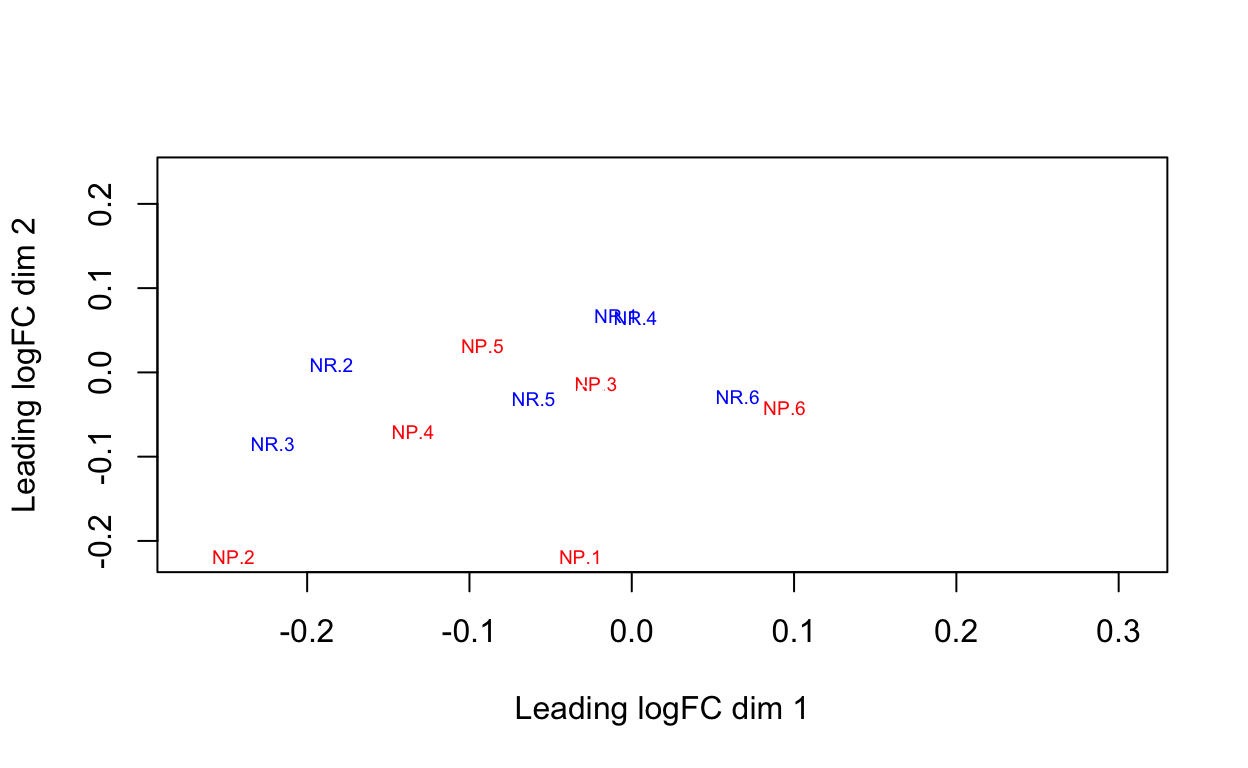 Leading logFC dim 2
0.2
0.1
0.0
-0.1
-0.2
NR.4
NP.5
NR.2
NP.3
NR.5
NR.6
NP.6
NP.4
NR.3
NP.2
NP.1
-0.2 -0.1 0.0 0.1 0.2 0.3
Leading logFC dim 1